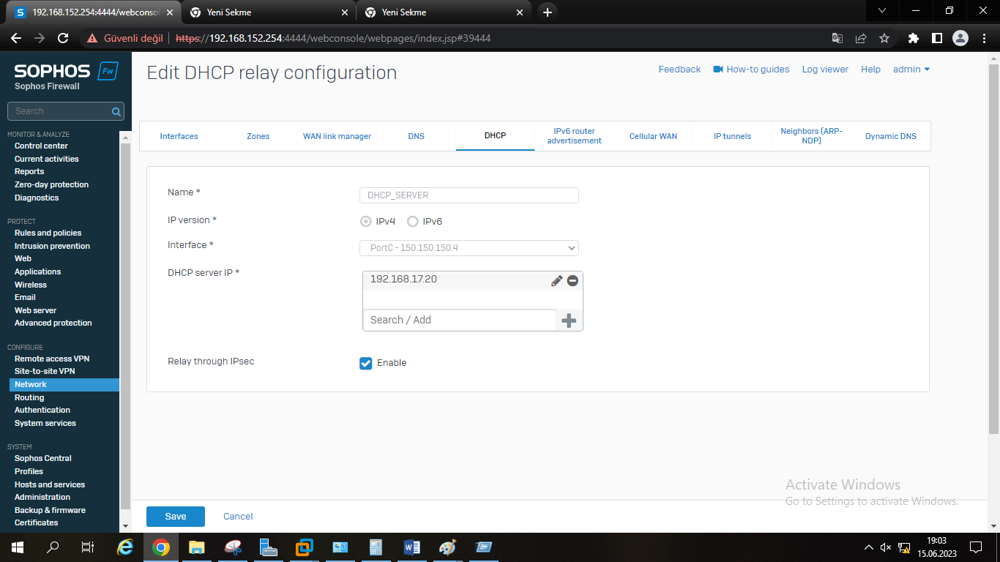 192.168.152.254:4444/webconso
Yeni Sekme
Yeni Sekme
Güvenli değil
https://192.168.152.254:4444/webconsole/webpages/index.jsp#39444
SOPHOS Fw
Sophos Firewall
Search
MONITOR & ANALYZE
Control center
Current activities
Reports
Zero-day protection
Diagnostics
PROTECT
Rules and policies
Intrusion prevention
Web
Applications
Wireless
Email
Web server
Advanced protection
CONFIGURE
Remote access VPN
Site-to-site VPN
Network
Routing
Authentication
System services
SYSTEM
Sophos Central
Profiles
Hosts and services
Administration
Backup & firmware
Certificates
Edit DHCP relay configuration
Feedback How-to guides Log viewer Help admin
Interfaces
Zones
WAN link manager
DNS
DHCP
IPv6 router
advertisement
Cellular WAN
IP tunnels
Neighbors (ARP-
NDP)
Dynamic DNS
Name *
DHCP_SERVER
IP version *
IPv4 IPv6
Interface *
PortC - 150.150.150.4
DHCP server IP *
192.168.17.20
Search / Add
Relay through IPsec
Enable
Activate Windows
Go to Settings to activate Windows.
Save Cancel
19:03
15.06.2023